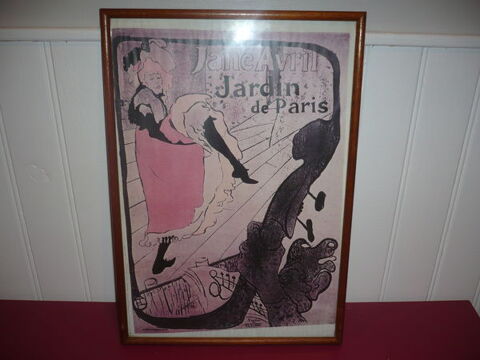 Jane Avril
Jardin
de Paris